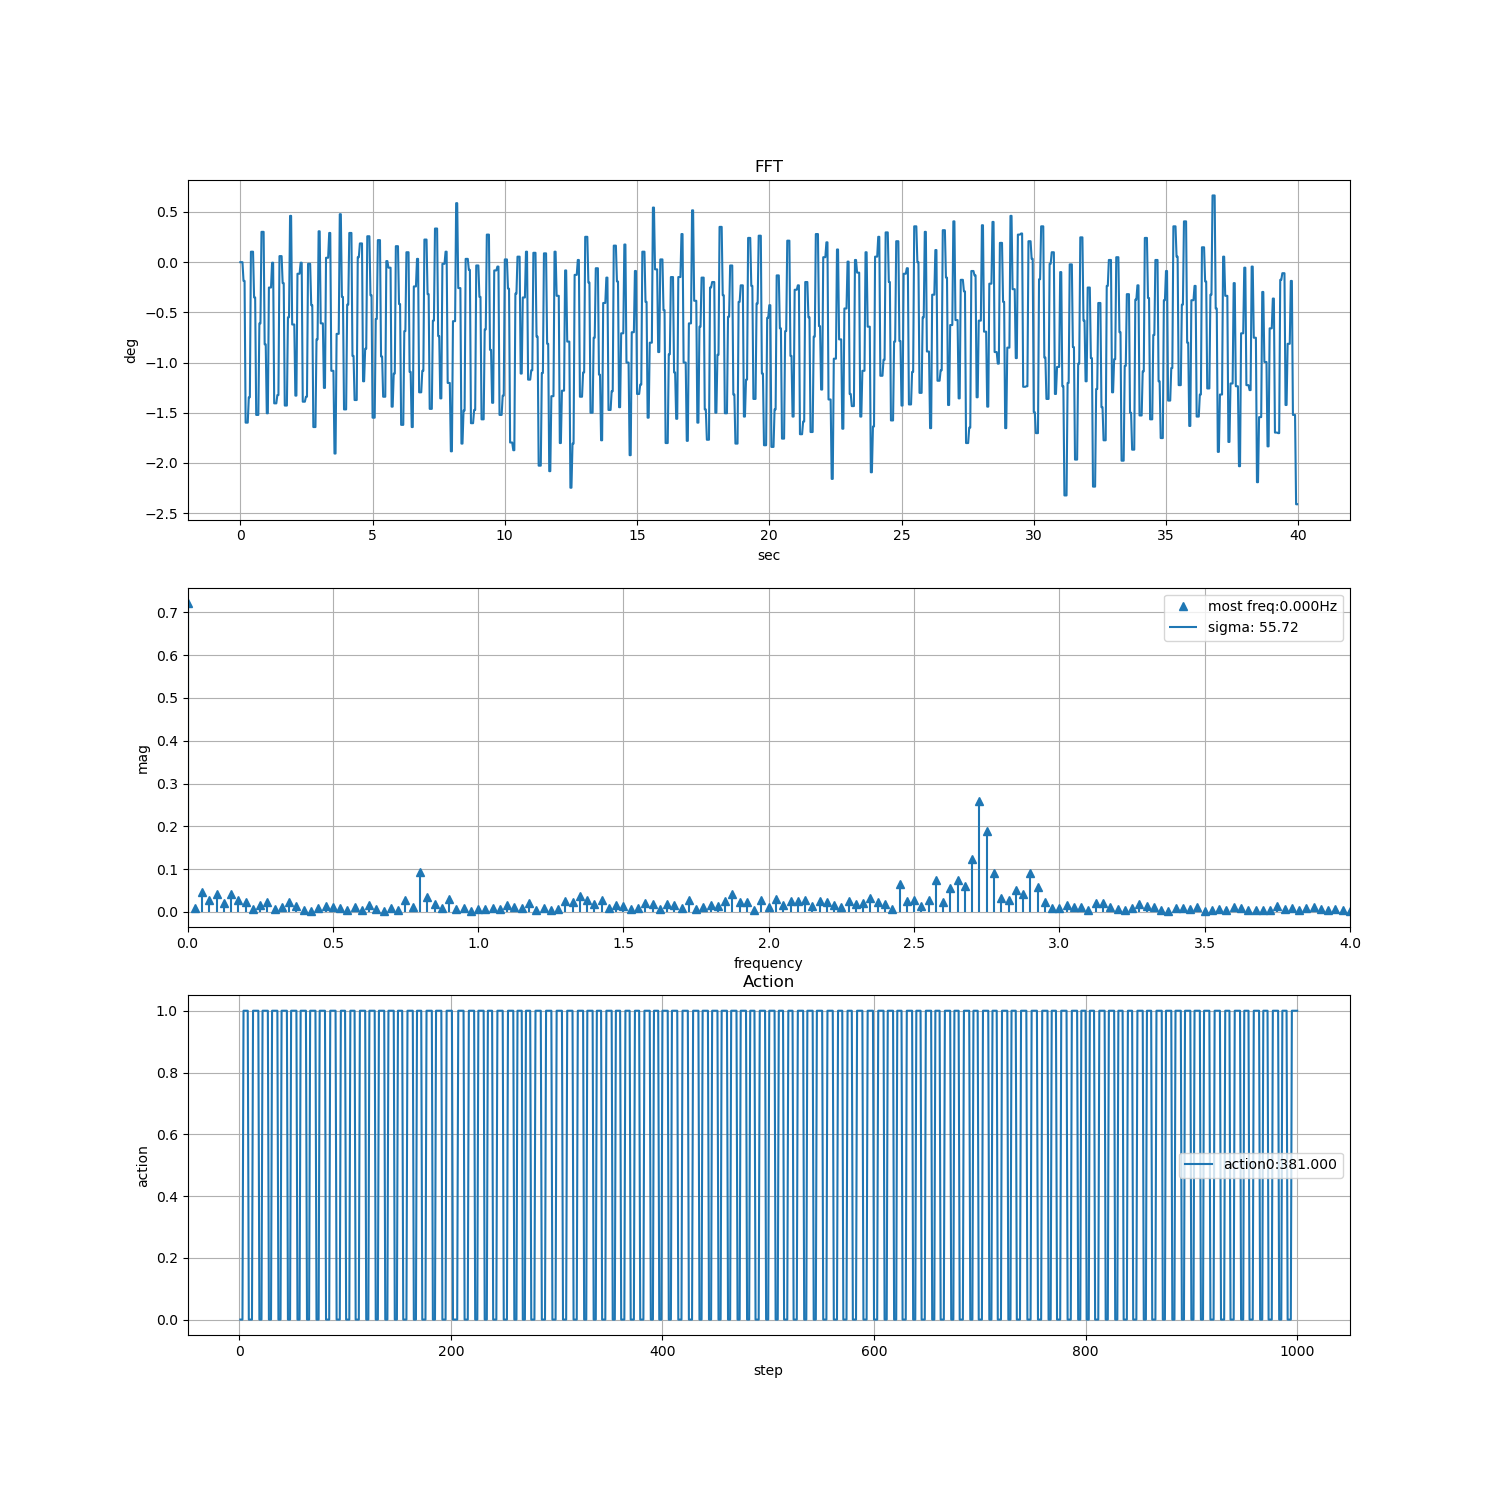 FFT
0.5
0.0
−0.5
−1.0
−1.5
−2.0
−2.5
deg
0 5 10 15 20 25 30 35 40
sec
0.7
0.6
0.5
0.4
0.3
0.2
0.1
0.0
mag
most freq:0.000Hz
sigma: 55.72
0.0 0.5 1.0 1.5 2.0 2.5 3.0 3.5 4.0
frequency
Action
1.0
0.8
0.6
0.4
0.2
0.0
action
action0:381.000
0 200 400 600 800 1000
step